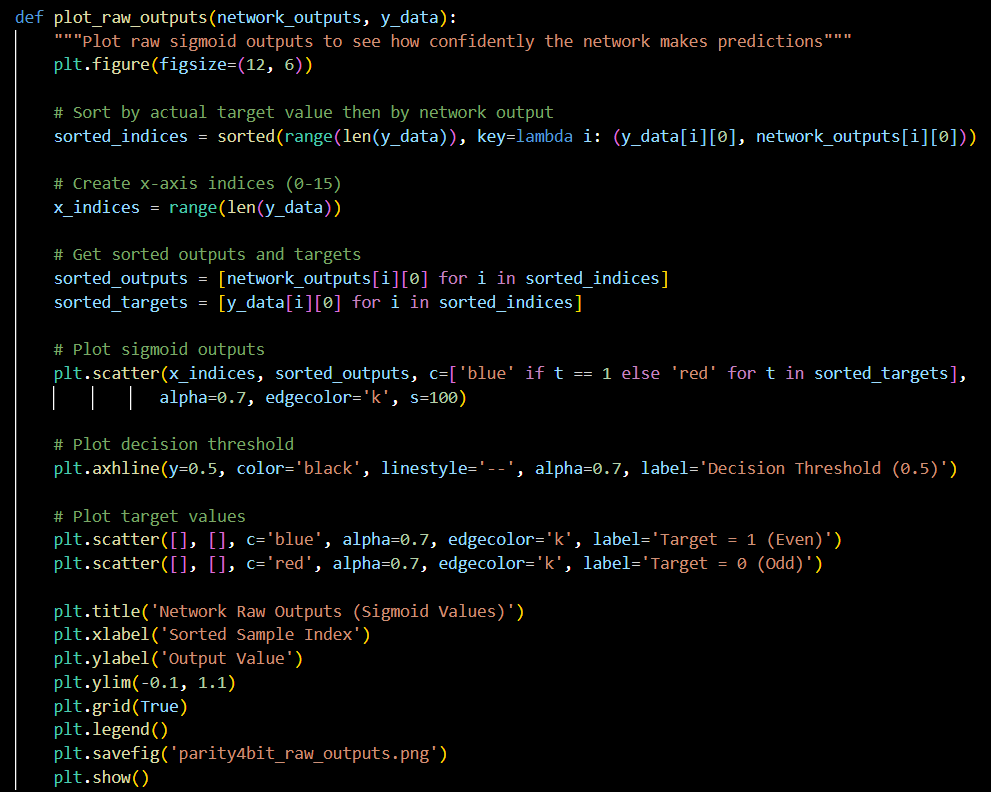 def plot_raw_outputs(network_outputs, y_data):
    """Plot raw sigmoid outputs to see how confidently the network makes predictions"""
    plt.figure(figsize=(12, 6))

    # Sort by actual target value then by network output
    sorted_indices = sorted(range(len(y_data)), key=lambda i: (y_data[i][0], network_outputs[i][0]))

    # Create x-axis indices (0-15)
    x_indices = range(len(y_data))

    # Get sorted outputs and targets
    sorted_outputs = [network_outputs[i][0] for i in sorted_indices]
    sorted_targets = [y_data[i][0] for i in sorted_indices]

    # Plot sigmoid outputs
    plt.scatter(x_indices, sorted_outputs, c=['blue' if t == 1 else 'red' for t in sorted_targets],
               alpha=0.7, edgecolor='k', s=100)

    # Plot decision threshold
    plt.axhline(y=0.5, color='black', linestyle='--', alpha=0.7, label='Decision Threshold (0.5)')

    # Plot target values
    plt.scatter([], [], c='blue', alpha=0.7, edgecolor='k', label='Target = 1 (Even)')
    plt.scatter([], [], c='red', alpha=0.7, edgecolor='k', label='Target = 0 (Odd)')

    plt.title('Network Raw Outputs (Sigmoid Values)')
    plt.xlabel('Sorted Sample Index')
    plt.ylabel('Output Value')
    plt.ylim(-0.1, 1.1)
    plt.grid(True)
    plt.legend()
    plt.savefig('parity4bit_raw_outputs.png')
    plt.show()